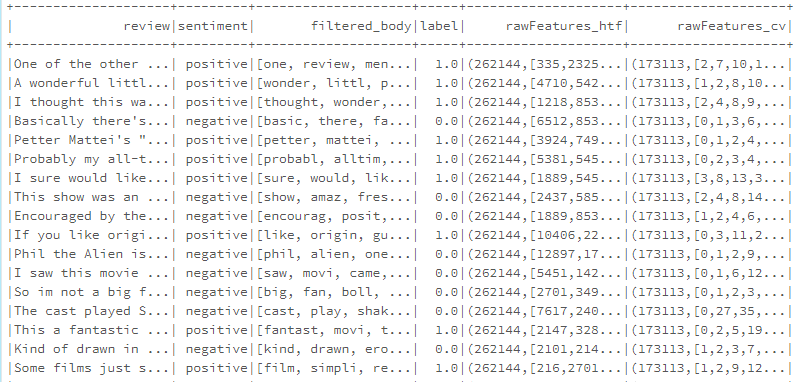 +--------------------+---------+--------------------+-----+--------------------+--------------------+
|              review|sentiment|       filtered_body|label|     rawFeatures_htf|      rawFeatures_cv|
+--------------------+---------+--------------------+-----+--------------------+--------------------+
|One of the other ...| positive|[one, review, men...|  1.0|(262144,[335,2325...|(173113,[2,7,10,1...
|A wonderful littl...| positive|[wonder, littl, p...|  1.0|(262144,[4710,542...|(173113,[1,2,8,10...
|I thought this wa...| positive|[thought, wonder,...|  1.0|(262144,[1218,853...|(173113,[2,4,8,9,...
|Basically there's...| negative|[basic, there, fa...|  0.0|(262144,[6512,853...|(173113,[0,1,3,6,...
|Petter Mattei's "...| positive|[petter, mattei, ...|  1.0|(262144,[3924,749...|(173113,[0,1,2,4,...
|Probably my all-t...| positive|[probabl, alltim,...|  1.0|(262144,[5381,545...|(173113,[0,2,3,4,...
|I sure would like...| positive|[sure, would, lik...|  1.0|(262144,[1889,545...|(173113,[3,8,13,3...
|This show was an ...| negative|[show, amaz, fres...|  0.0|(262144,[2437,585...|(173113,[2,4,8,14...
|Encouraged by the...| negative|[encourag, posit,...|  0.0|(262144,[1889,853...|(173113,[1,2,4,6,...
|If you like origi...| positive|[like, origin, gu...|  1.0|(262144,[10406,22...|(173113,[0,3,11,2...
|Phil the Alien is...| negative|[phil, alien, one...|  0.0|(262144,[12897,17...|(173113,[0,1,2,9,...
|I saw this movie ...| negative|[saw, movi, came,...|  0.0|(262144,[5451,142...|(173113,[0,1,6,12...
|So im not a big f...| negative|[big, fan, boll, ...|  0.0|(262144,[2701,349...|(173113,[0,1,2,3,...
|The cast played S...| negative|[cast, play, shak...|  0.0|(262144,[7617,240...|(173113,[0,27,35,...
|This a fantastic ...| positive|[fantast, movi, t...|  1.0|(262144,[2147,328...|(173113,[0,2,5,19...
|Kind of drawn in ...| negative|[kind, drawn, ero...|  0.0|(262144,[2101,214...|(173113,[1,2,3,7,...
|Some films just s...| positive|[film, simpli, re...|  1.0|(262144,[216,2701...|(173113,[1,2,9,12...